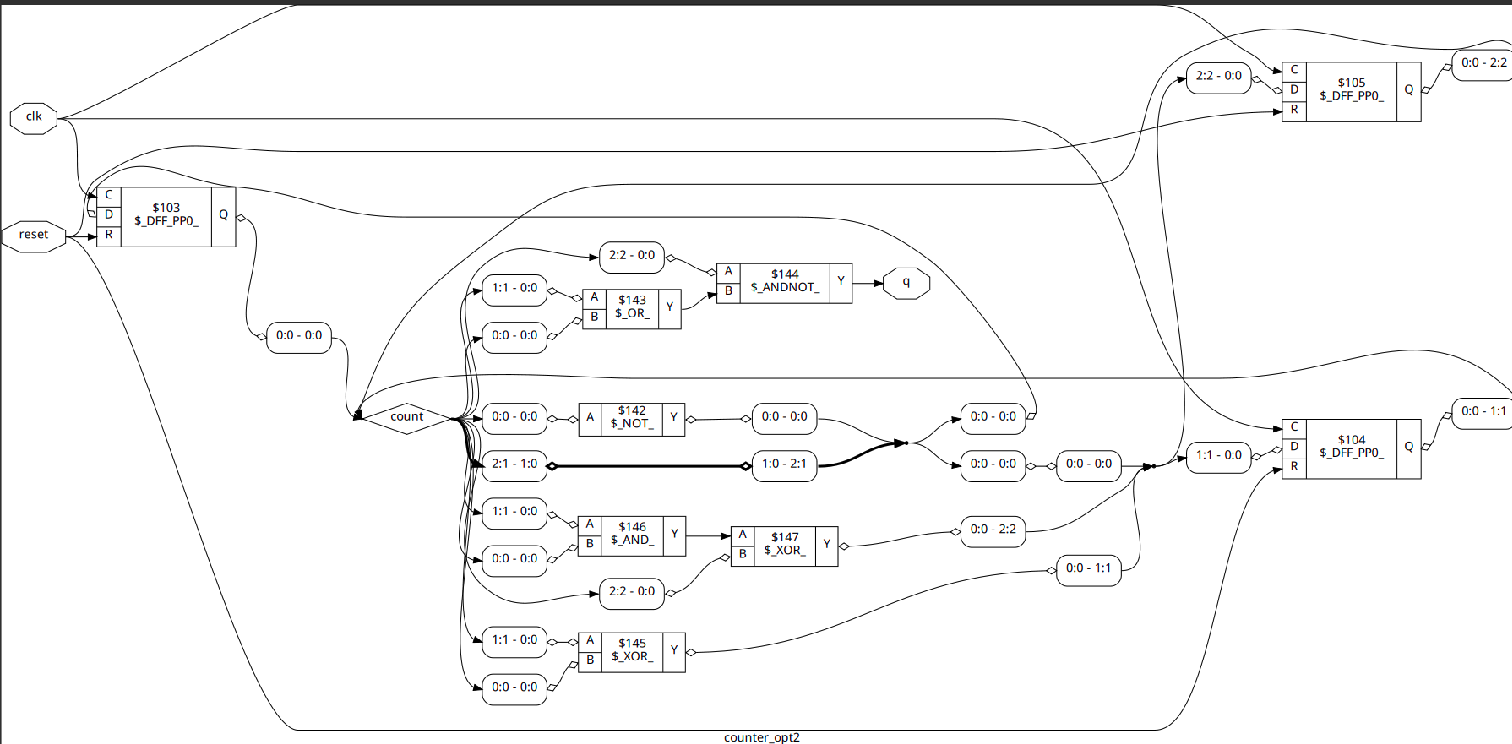 clk
reset
C
D
R
$103
$_DFF_PP0_
Q
0:0 - 0:0
count
2:2 - 0:0
1:1 - 0:0
0:0 - 0:0
A
B
$143
$_OR_
Y
A
B
$144
$_ANDNOT_
Y
q
0:0 - 0:0
A
$142
$_NOT_
Y
0:0 - 0:0
2:1 - 1:0
1:0 - 2:1
0:0 - 0:0
0:0 - 0:0
0:0 - 0:0
1:1 - 0:0
0:0 - 0:0
A
B
$146
$_AND_
Y
2:2 - 0:0
A
B
$147
$_XOR_
Y
0:0 - 2:2
0:0 - 1:1
1:1 - 0:0
0:0 - 0:0
A
B
$145
$_XOR_
Y
2:2 - 0:0
C
D
R
$105
$_DFF_PP0_
Q
0:0 - 2:2
1:1 - 0:0
C
D
R
$104
$_DFF_PP0_
Q
0:0 - 1:1
counter_opt2